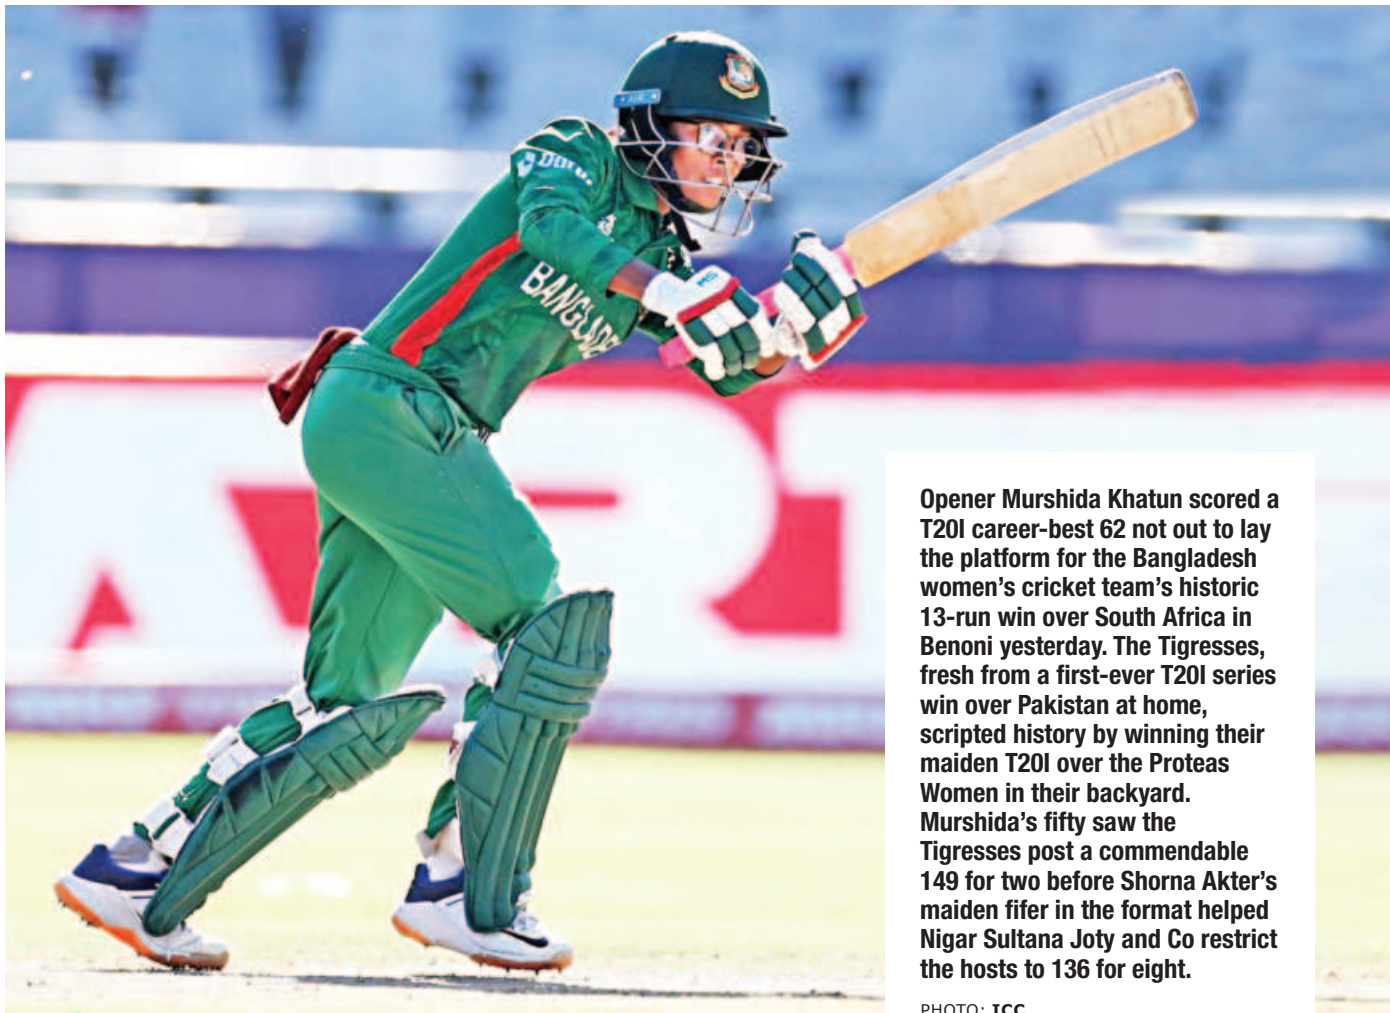 BANGLADE
MS
Opener Murshida Khatun scored a
T20I career-best 62 not out to lay
the platform for the Bangladesh
women’s cricket team’s historic
13-run win over South Africa in
Benoni yesterday. The Tigresses,
fresh from a first-ever T20I series
win over Pakistan at home,
scripted history by winning their
maiden T20I over the Proteas
Women in their backyard.
Murshida’s fifty saw the
Tigresses post a commendable
149 for two before Shorna Akter’s
maiden fifer in the format helped
Nigar Sultana Joty and Co restrict
the hosts to 136 for eight.
PHOTO: ICC